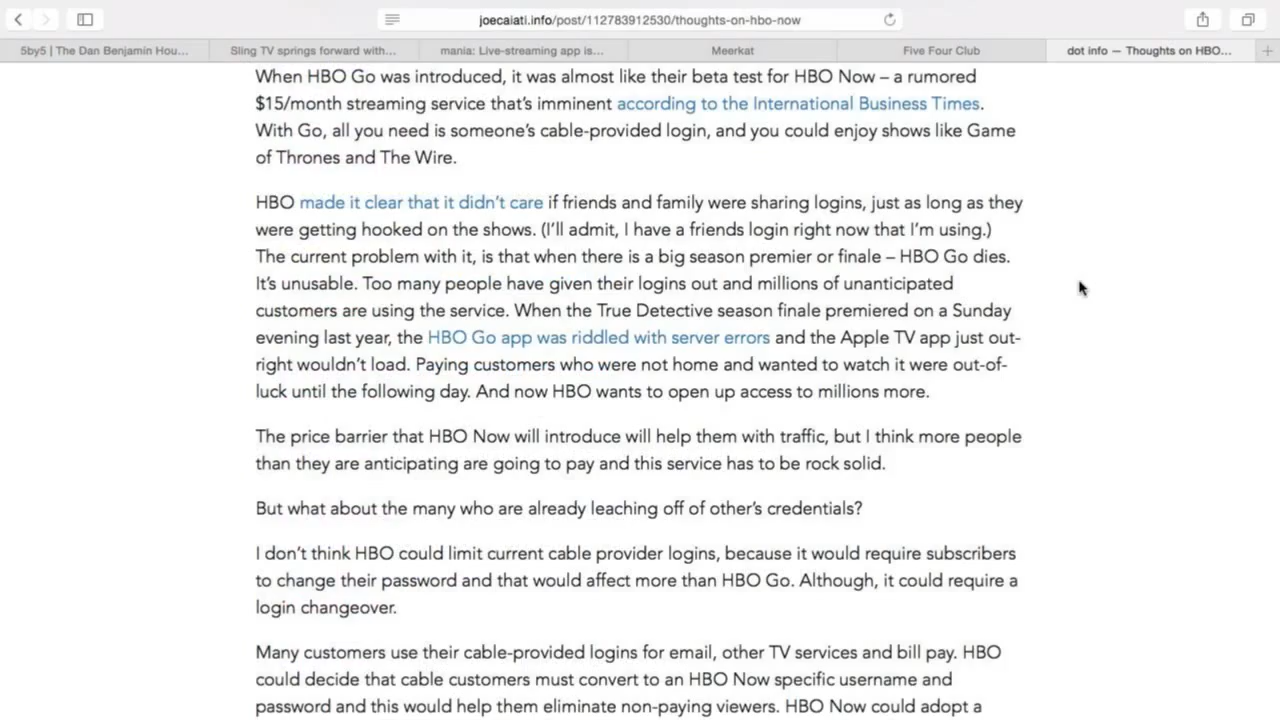 joecaiati.info/post/112783912530/thoughts-on-hbo-now
5by5 | The Dan Benjamin Hou... Sling TV springs forward with... mania: Live-streaming app is... Meerkat Five Four Club dot info — Thoughts on HBO...
When HBO Go was introduced, it was almost like their beta test for HBO Now – a rumored
$15/month streaming service that's imminent according to the International Business Times.
With Go, all you need is someone's cable-provided login, and you could enjoy shows like Game
of Thrones and The Wire.
HBO made it clear that it didn't care if friends and family were sharing logins, just as long as they
were getting hooked on the shows. (I'll admit, I have a friends login right now that I'm using.)
The current problem with it, is that when there is a big season premier or finale – HBO Go dies.
It's unusable. Too many people have given their logins out and millions of unanticipated
customers are using the service. When the True Detective season finale premiered on a Sunday
evening last year, the HBO Go app was riddled with server errors and the Apple TV app just out-
right wouldn't load. Paying customers who were not home and wanted to watch it were out-of-
luck until the following day. And now HBO wants to open up access to millions more.
The price barrier that HBO Now will introduce will help them with traffic, but I think more people
than they are anticipating are going to pay and this service has to be rock solid.
But what about the many who are already leaching off of other's credentials?
I don't think HBO could limit current cable provider logins, because it would require subscribers
to change their password and that would affect more than HBO Go. Although, it could require a
login changeover.
Many customers use their cable-provided logins for email, other TV services and bill pay. HBO
could decide that cable customers must convert to an HBO Now specific username and
password and this would help them eliminate non-paying viewers. HBO Now could adopt a